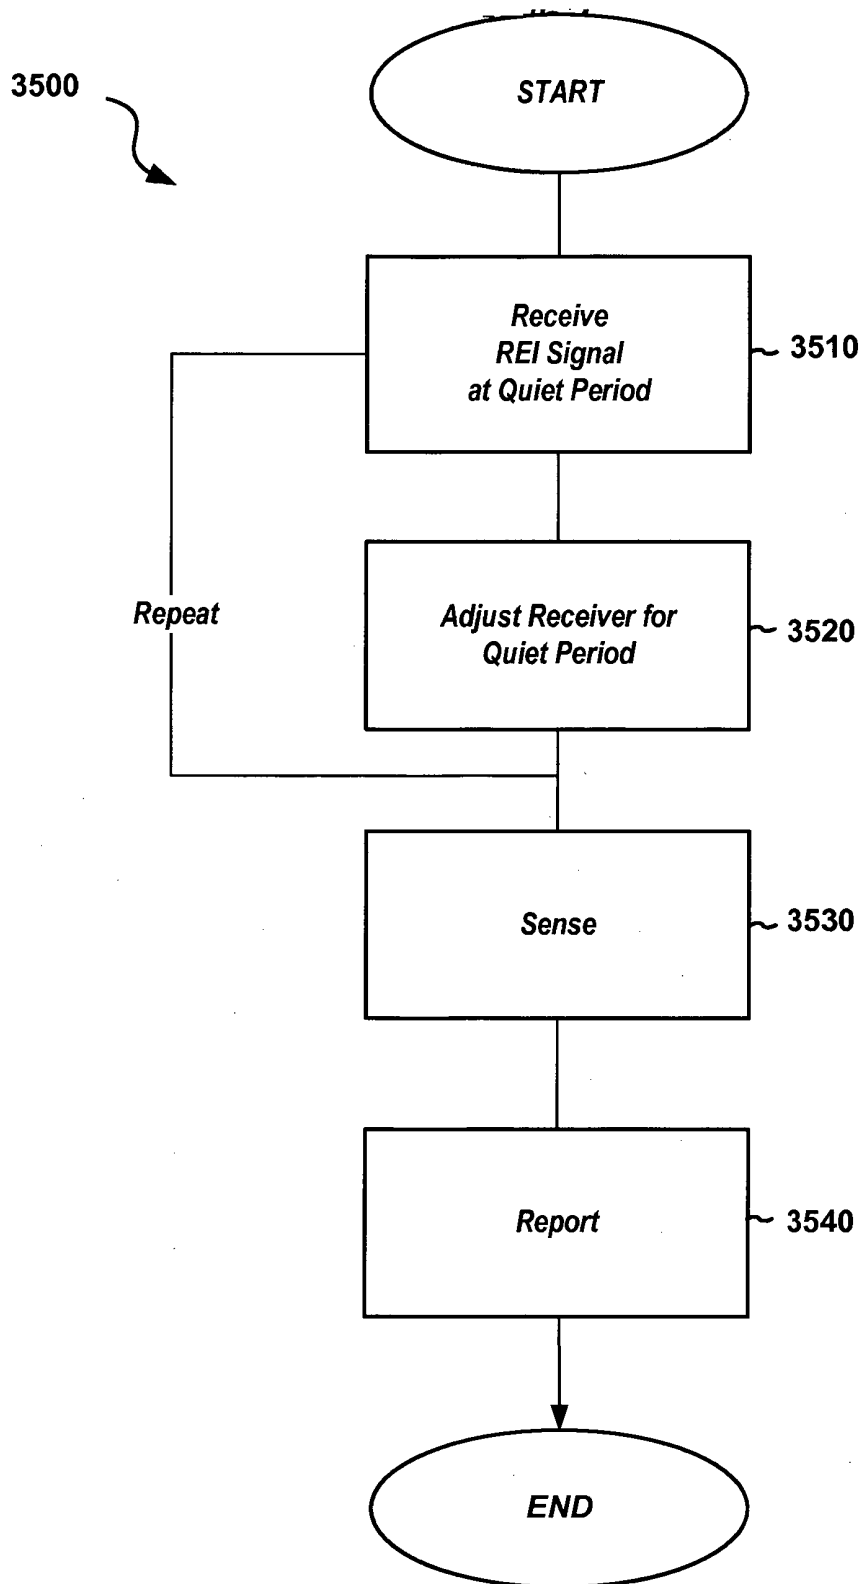 3500
START
Receive
REI Signal
at Quiet Period
3510
Repeat
Adjust Receiver for
Quiet Period
3520
Sense
3530
Report
3540
END